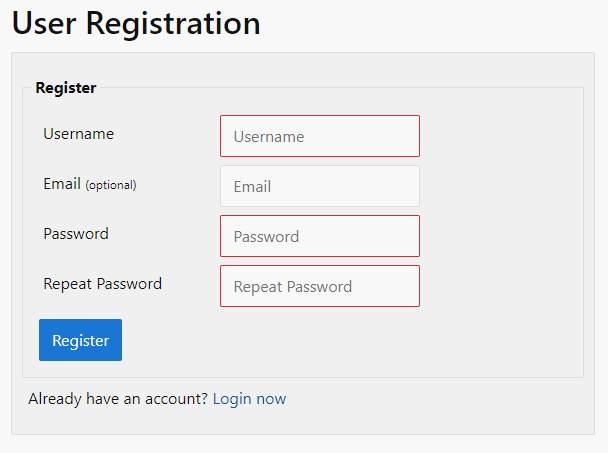 User Registration
Register
Username Username
Email (optional) Email
Password Password
Repeat Password Repeat Password
Register
Already have an account? Login now